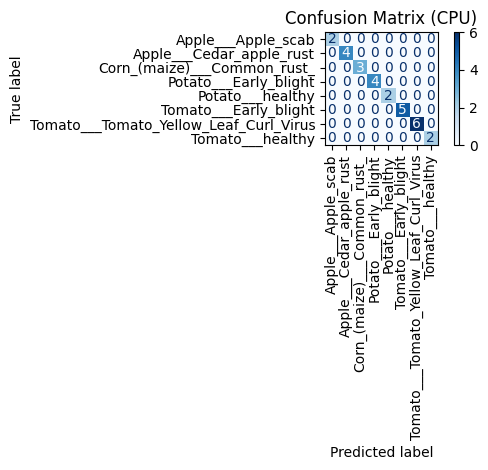 Confusion Matrix (CPU)
True label
Apple___Apple_scab 2 0 0 0 0 0 0 0
Apple___Cedar_apple_rust 0 4 0 0 0 0 0 0
Corn_(maize)___Common_rust_ 0 0 3 0 0 0 0 0
Potato___Early_blight 0 0 0 4 0 0 0 0
Potato___healthy 0 0 0 0 2 0 0 0
Tomato___Early_blight 0 0 0 0 0 5 0 0
Tomato___Tomato_Yellow_Leaf_Curl_Virus 0 0 0 0 0 0 6 0
Tomato___healthy 0 0 0 0 0 0 0 2
6
4
2
0
Apple___Apple_scab
Apple___Cedar_apple_rust
Corn_(maize)___Common_rust_
Potato___Early_blight
Potato___healthy
Tomato___Early_blight
Tomato___Tomato_Yellow_Leaf_Curl_Virus
Tomato___healthy
Predicted label